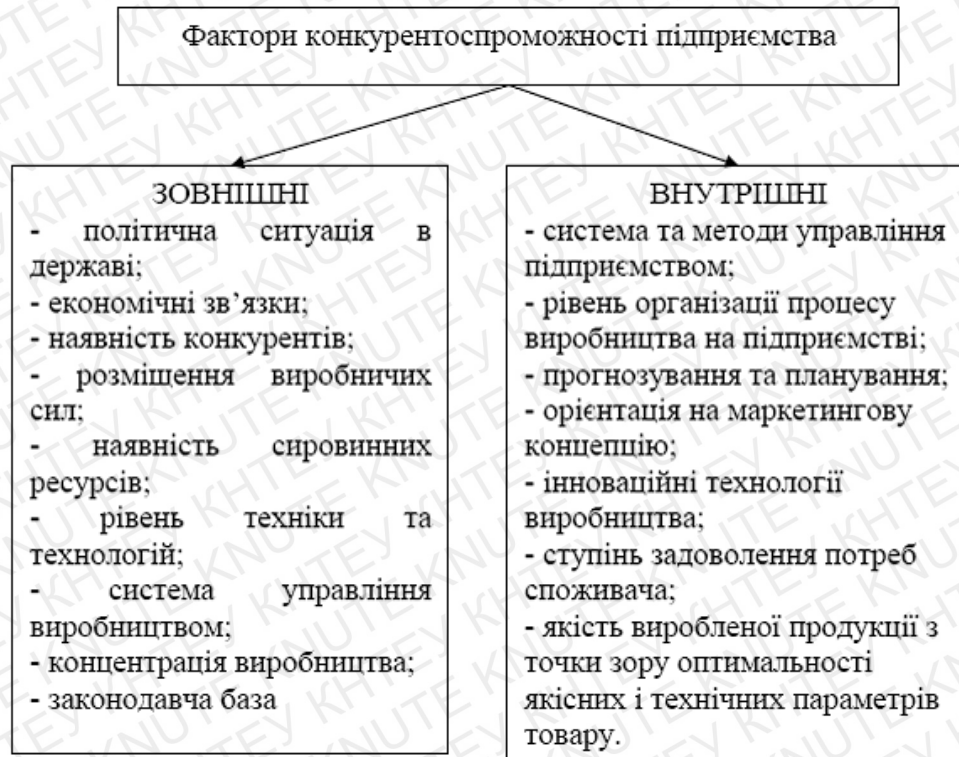 Фактори конкурентоспроможності підприємства
ЗОВНІШНІ
- політична ситуація в
державі;
- економічні зв’язки;
- наявність конкурентів;
- розміщення виробничих
сил;
- наявність сировинних
ресурсів;
- рівень техніки та
технологій;
- система управління
виробництвом;
- концентрація виробництва;
- законодавча база
ВНУТРІШНІ
- система та методи управління
підприємством;
- рівень організації процесу
виробництва на підприємстві;
- прогнозування та планування;
- орієнтація на маркетингову
концепцію;
- інноваційні технології
виробництва;
- ступінь задоволення потреб
споживача;
- якість виробленої продукції з
точки зору оптимальності
якісних і технічних параметрів
товару.